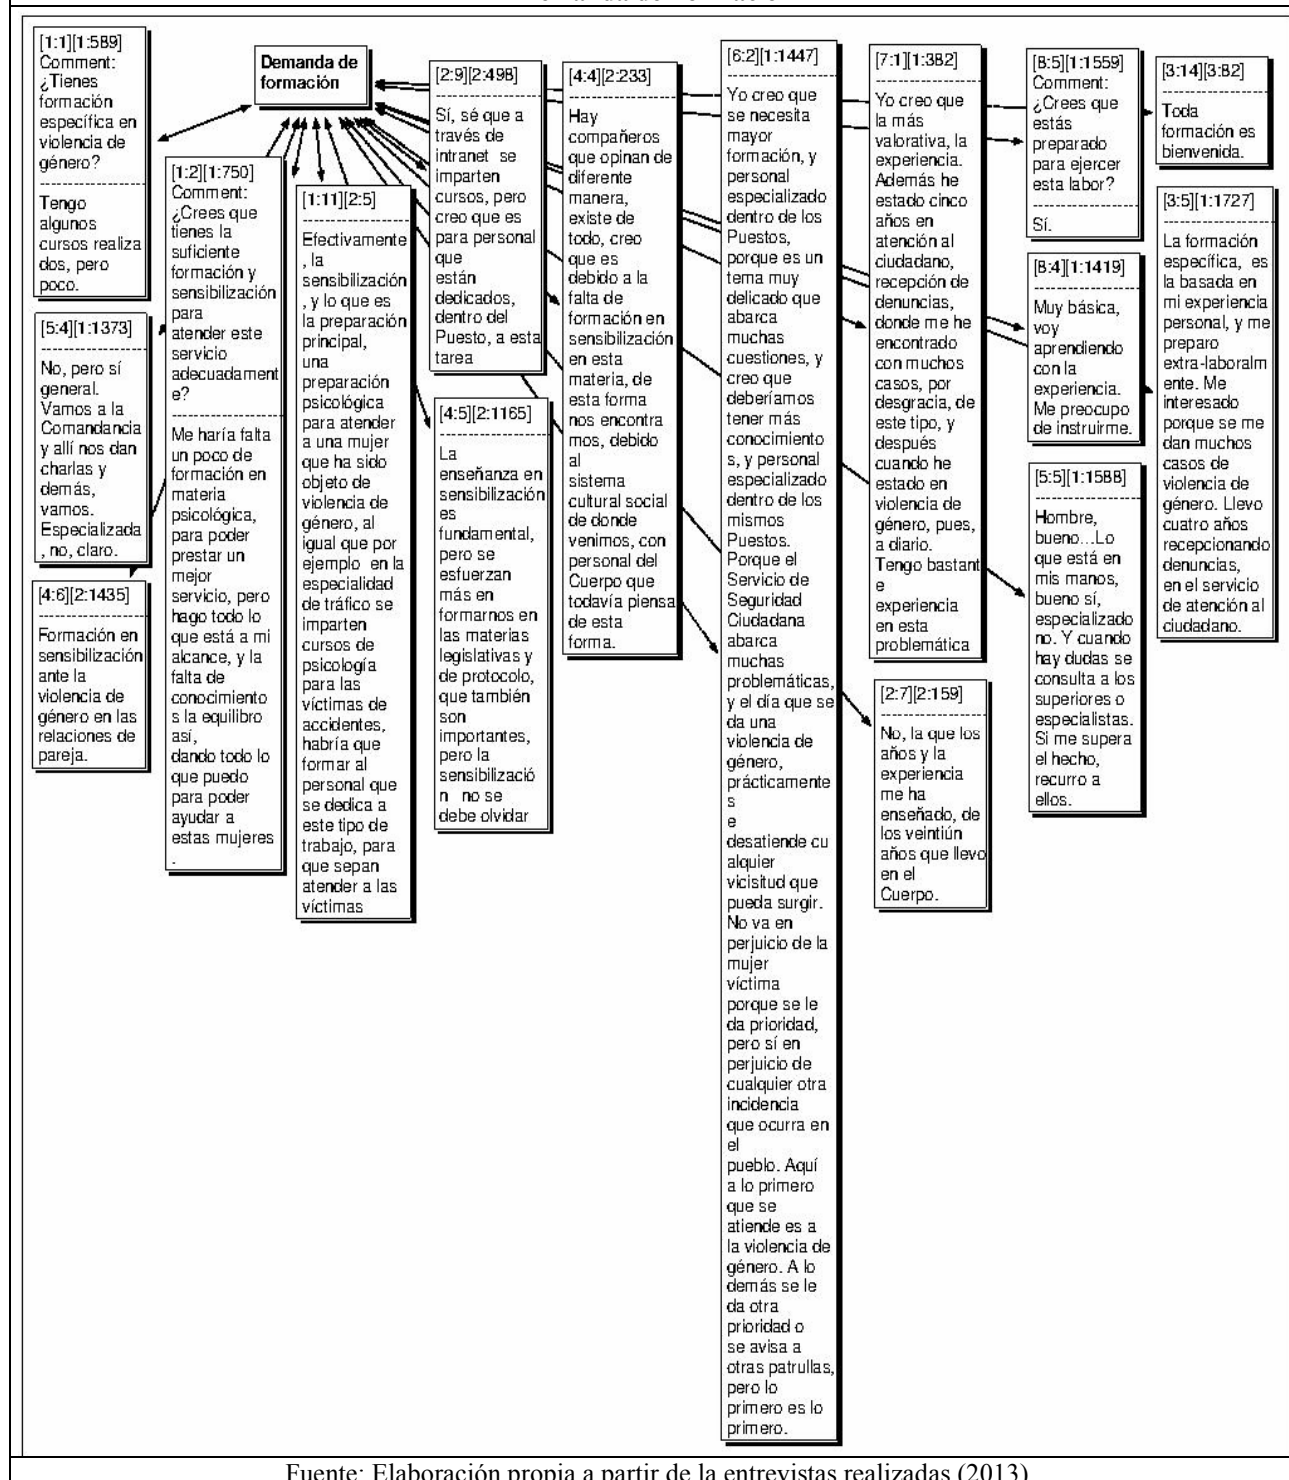 [1:1][1:589]
Comment:
¿Tienes
formación
específica en
violencia de
género?
Tengo
algunos
cursos realiza
dos, pero
poco.
[5:4][1:1373]
No, pero sí
general.
Vamos a la
Comandancia
y allí nos dan
charlas y
demás,
vamos.
Especializada
, no, claro.
[4:6][2:1435]
Formación en
sensibilización
ante la
violencia de
género en las
relaciones de
pareja.
Demanda de
formación
[1:2][1:750]
Comment:
¿Crees que
tienes la
suficiente
formación y
sensibilización
para
atender este
servicio
adecuadament
e?
Me haría falta
un poco de
formación en
materia
psicológica,
para poder
prestar un
mejor
servicio, pero
hago todo lo
que está a mi
alcance, y la
falta de
conocimiento
s la equilibro
así,
dando todo lo
que puedo
para poder
ayudar a
estas mujeres
.
[1:11][2:5]
Efectivamente
, la
sensibilización
, y lo que es
la preparación
principal,
una
preparación
psicológica
para atender
a una mujer
que ha sido
objeto de
violencia de
género, al
igual que por
ejemplo en la
especialidad
de tráfico se
imparten
cursos de
psicología
para las
víctimas de
accidentes,
habría que
formar al
personal que
se dedica a
este tipo de
trabajo, para
que sepan
atender a las
víctimas
[2:9][2:498]
Sí, sé que a
través de
intranet se
imparten
cursos, pero
creo que es
para personal
que
están
dedicados,
dentro del
Puesto, a esta
tarea
[4:5][2:1165]
La
enseñanza en
sensibilización
es
fundamental,
pero se
esfuerzan
más en
formarnos en
las materias
legislativas y
de protocolo,
que también
son
importantes,
pero la
sensibilizació
n no se
debe olvidar
[4:4][2:233]
Hay
compañeros
que opinan de
diferente
manera,
existe de
todo, creo
que es
debido a la
falta de
formación en
sensibilización
en esta
materia, de
esta forma
nos encontra
mos, debido
al
sistema
cultural social
de donde
venimos, con
personal del
Cuerpo que
todavía piensa
de esta
forma.
[6:2][1:1447]
Yo creo que
se necesita
mayor
formación, y
personal
especializado
dentro de los
Puestos,
porque es un
tema muy
delicado que
abarca
muchas
cuestiones, y
creo que
deberíamos
tener más
conocimiento
s, y personal
especializado
dentro de los
mismos
Puestos.
Porque el
Servicio de
Seguridad
Ciudadana
abarca
muchas
problemáticas,
y el día que se
da una
violencia de
género,
prácticamente
s
e
desatiende cu
alquier
vicisitud que
pueda surgir.
No va en
perjuicio de la
mujer
víctima
porque se le
da prioridad,
pero sí en
perjuicio de
cualquier otra
incidencia
que ocurra en
el
pueblo. Aquí
a lo primero
que se
atiende es a
la violencia de
género. A lo
demás se le
da otra
prioridad o
se avisa a
otras patrullas,
pero lo
primero es lo
primero.
[7:1][1:382]
Yo creo que
la más
valorativa, la
experiencia.
Además he
estado cinco
años en
atención al
ciudadano,
recepción de
denuncias,
donde me he
encontrado
con muchos
casos, por
desgracia, de
este tipo, y
después
cuando he
estado en
violencia de
género, pues,
a diario.
Tengo bastant
e
experiencia
en esta
problemática
[2:7][2:159]
No, la que los
años y la
experiencia
me ha
enseñado, de
los veintiún
años que llevo
en el
Cuerpo.
[8:5][1:1559]
Comment:
¿Crees que
estás
preparado
para ejercer
esta labor?
Sí.
[8:4][1:1419]
Muy básica,
voy
aprendiendo
con la
experiencia.
Me preocupo
de instruirme.
[5:5][1:1588]
Hombre,
bueno...Lo
que está en
mis manos,
bueno sí,
especializado
no. Y cuando
hay dudas se
consulta a los
superiores o
especialistas.
Si me supera
el hecho,
recurro a
ellos.
[3:14][3:82]
Toda
formación es
bienvenida.
[3:5][1:1727]
La formación
específica, es
la basada en
mi experiencia
personal, y me
preparo
extra-laboralm
ente. Me
interesado
porque se me
dan muchos
casos de
violencia de
género. Llevo
cuatro años
recepcionando
denuncias,
en el servicio
de atención al
ciudadano.
Fuente: Elaboración propia a partir de la entrevistas realizadas (2013)